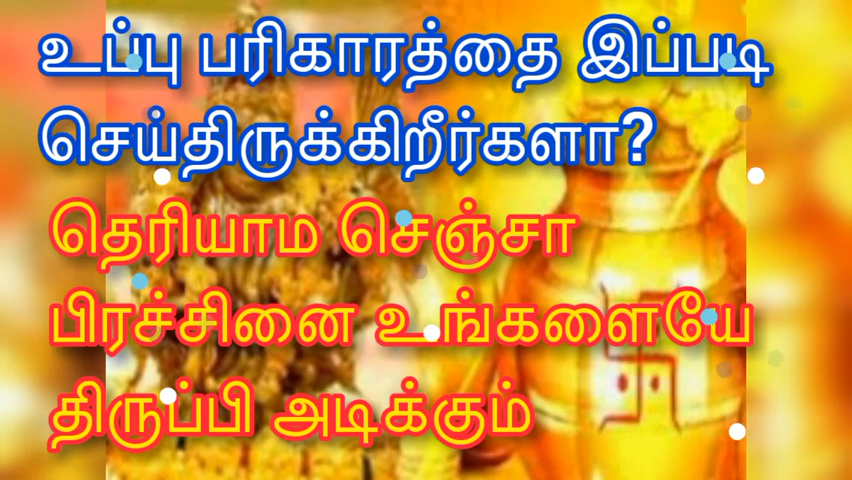 உப்பு பரிகாரத்தை இப்படி
செய்திருக்கிறீர்களா?
தெரியாம செஞ்சா
பிரச்சினை உங்களையே
திருப்பி அடிக்கும்